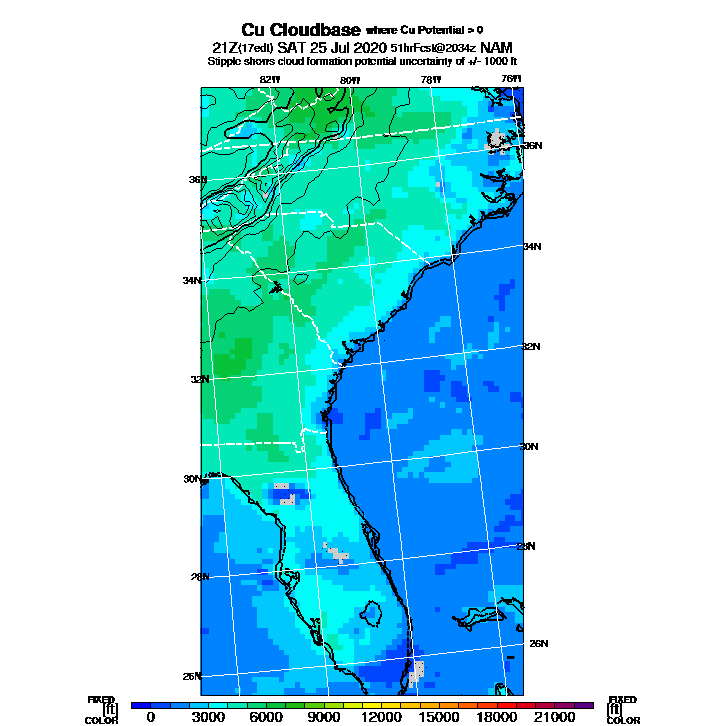 Cu Cloudbase where Cu Potential > 0
21Z(17edt) SAT 25 Jul 2020 51hrFcst@2034z NAM
Stipple shows cloud formation potential uncertainty of +/- 1000 ft
82W 80W 78W 76W
36N
36N
34N
34N
32N
32N
30N
30N
28N
28N
26N
26N
FIXED [ft] COLOR
0 3000 6000 9000 12000 15000 18000 21000
FIXED [ft] COLOR